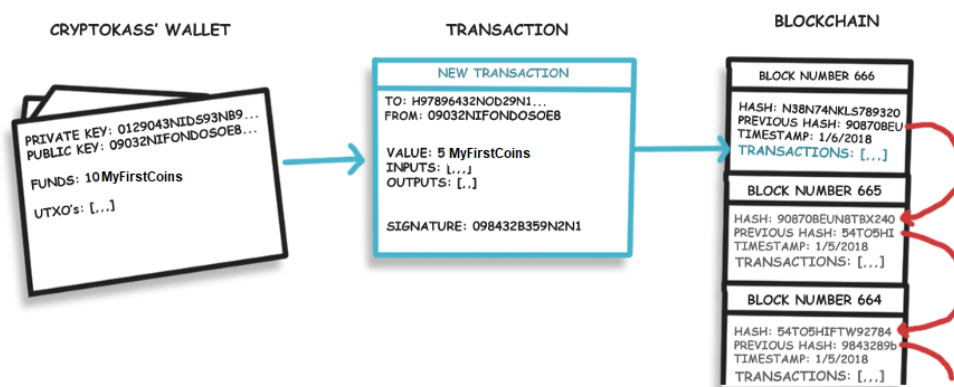 CRYPTOKASS' WALLET
PRIVATE KEY: 0129043NIDS93NB9...
PUBLIC KEY: 09032NIFONDOSOE8...
FUNDS: 10 MyFirstCoins
UTXO's: [,,,]
TRANSACTION
NEW TRANSACTION
TO: H97896432NOD29N1...
FROM: 09032NIFONDOSOE8
VALUE: 5 MyFirstCoins
INPUTS: [,,,]
OUTPUTS: [,,]
SIGNATURE: 098432B359N2N1
BLOCKCHAIN
BLOCK NUMBER 666
HASH: N38N74NKLS789320
PREVIOUS HASH: 90870BEU
TIMESTAMP: 1/6/2018
TRANSACTIONS: [,,,]
BLOCK NUMBER 665
HASH: 90870BEUN8TBX240
PREVIOUS HASH: 54TO5HI
TIMESTAMP: 1/5/2018
TRANSACTIONS: [,,,]
BLOCK NUMBER 664
HASH: 54TO5HIFTW92784
PREVIOUS HASH: 9843289b
TIMESTAMP: 1/5/2018
TRANSACTIONS: [,,,]